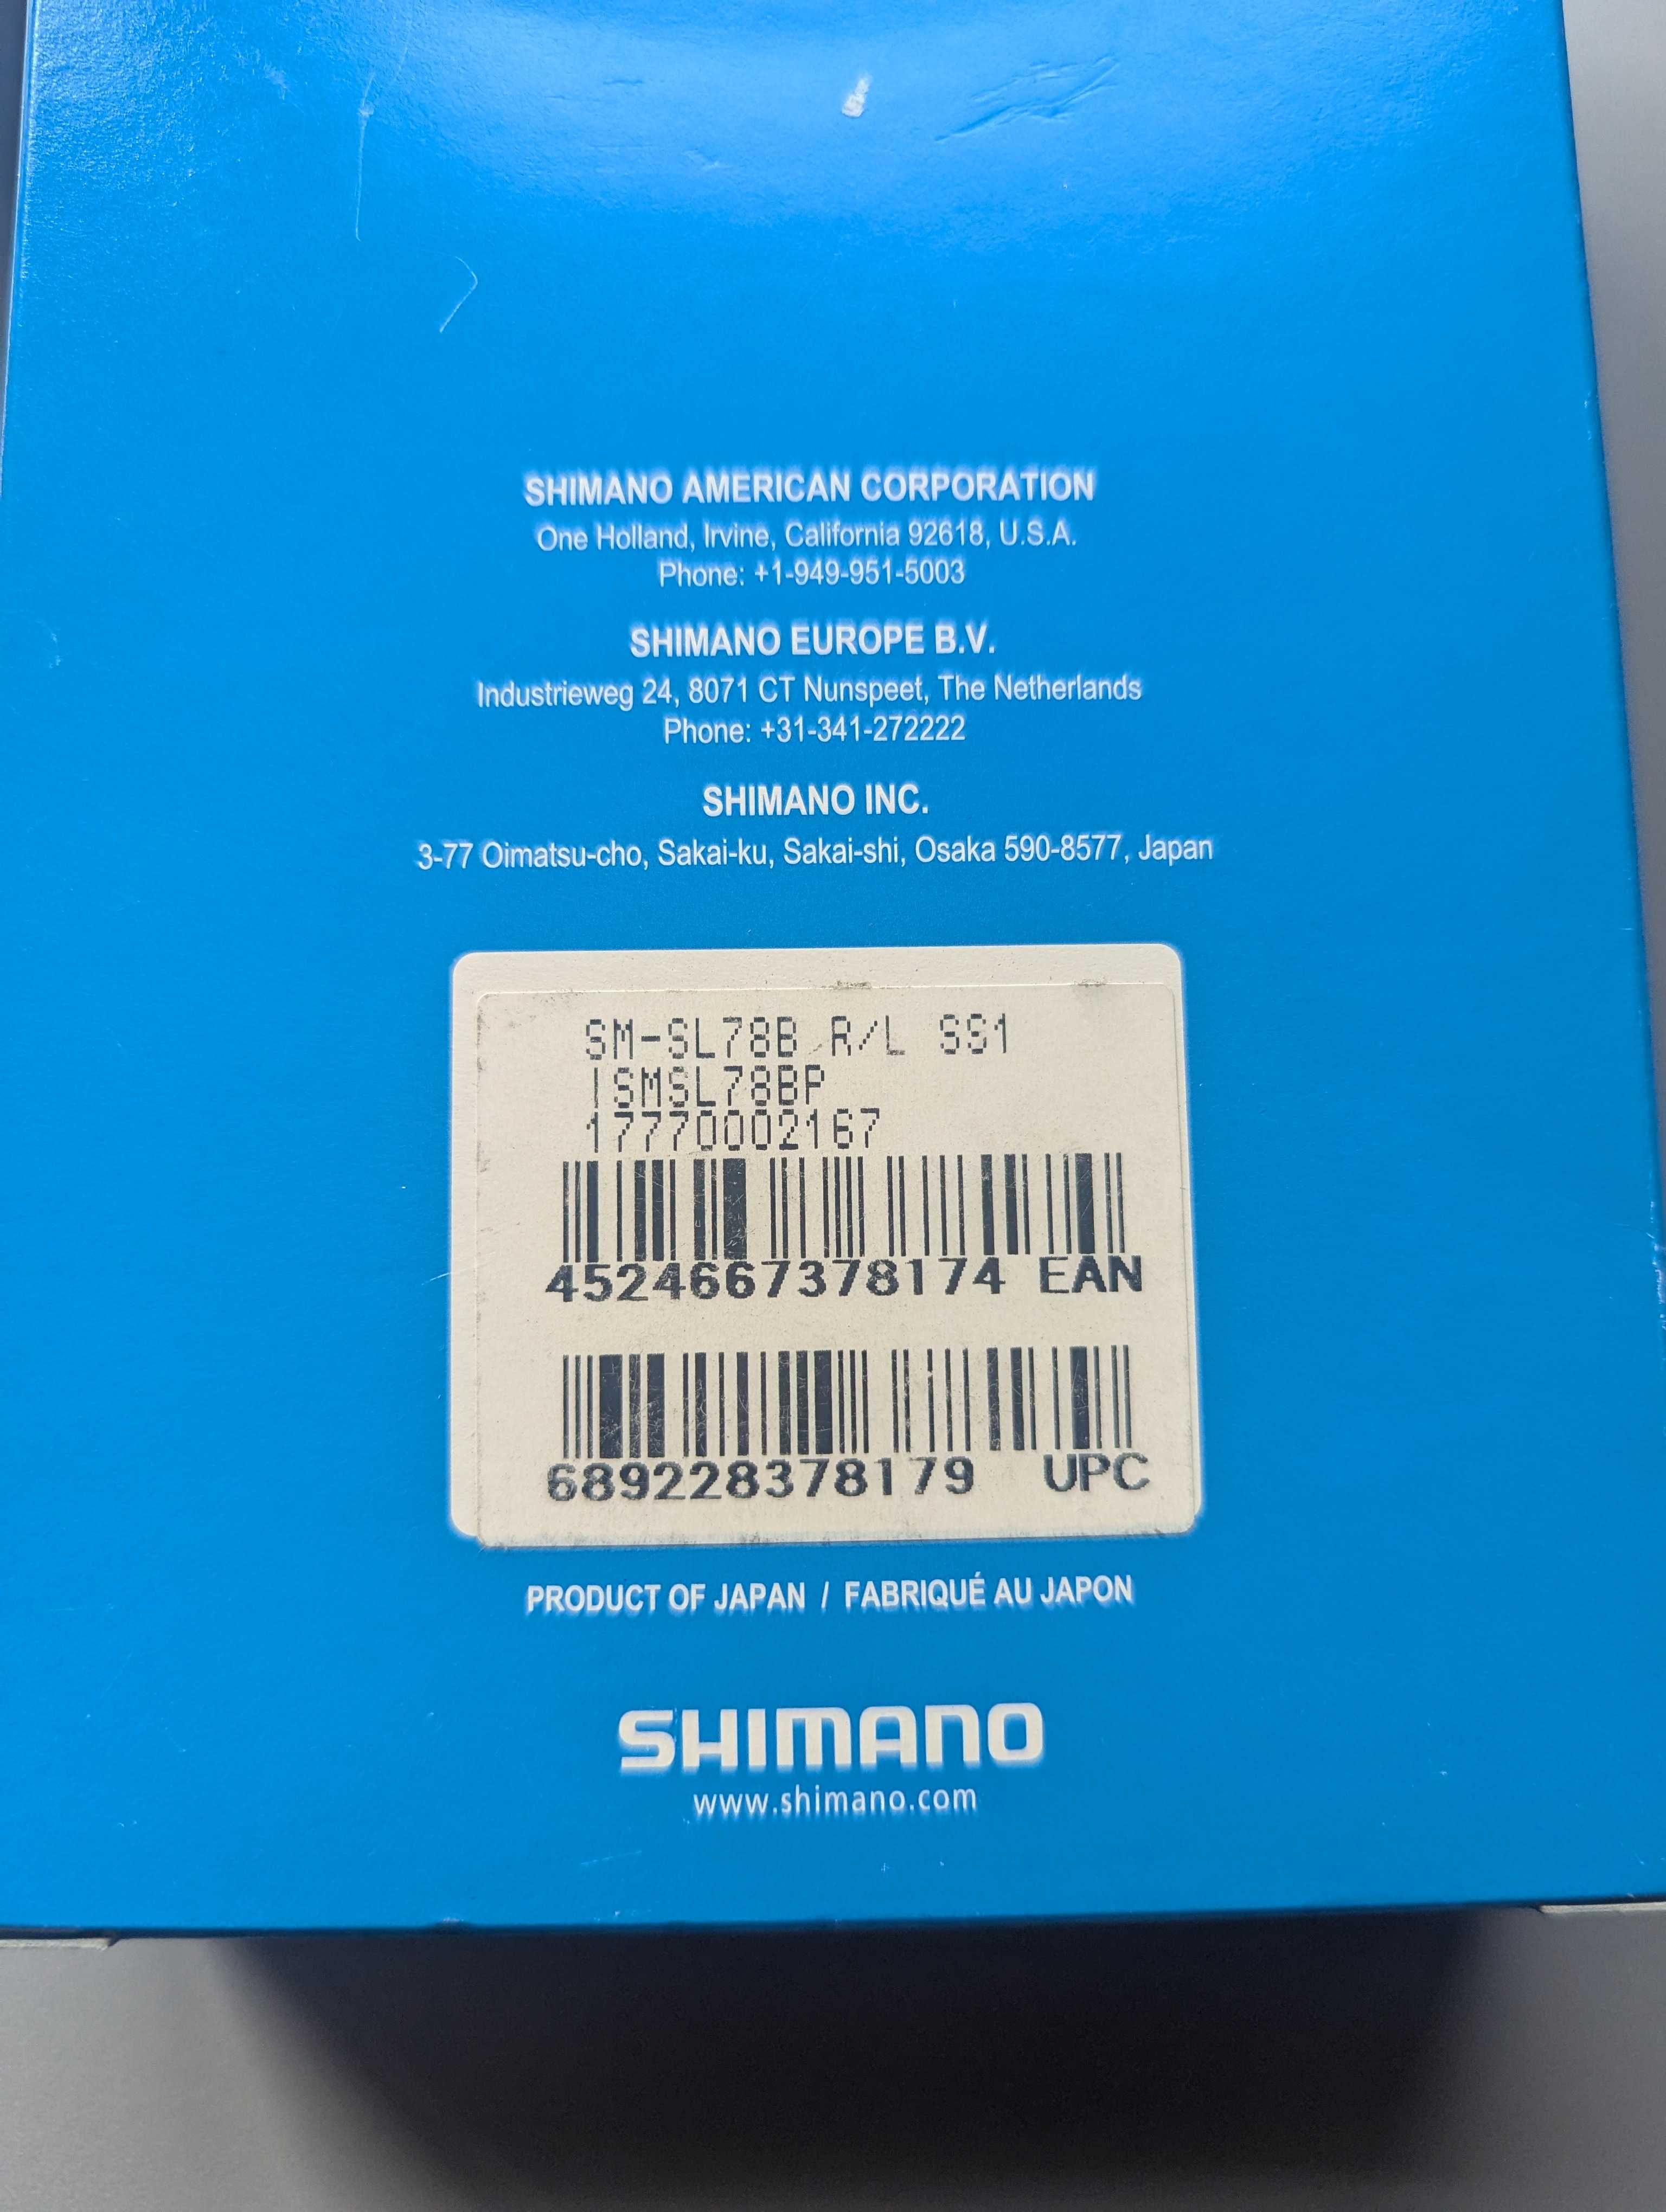 SHIMANO AMERICAN CORPORATION
One Holland, Irvine, California 92618, U.S.A.
Phone: +1-949-951-5003
SHIMANO EUROPE B.V.
Industrieweg 24, 8071 CT Nunspeet, The Netherlands
Phone: +31-341-272222
SHIMANO INC.
3-77 Oimatsu-cho, Sakai-ku, Sakai-shi, Osaka 590-8577, Japan
SM-SL78B R/L SS1
ISMSL78BP
17770002167
4524667378174 EAN
689228378179 UPC
PRODUCT OF JAPAN / FABRIQUÉ AU JAPON
SHIMANO
www.shimano.com